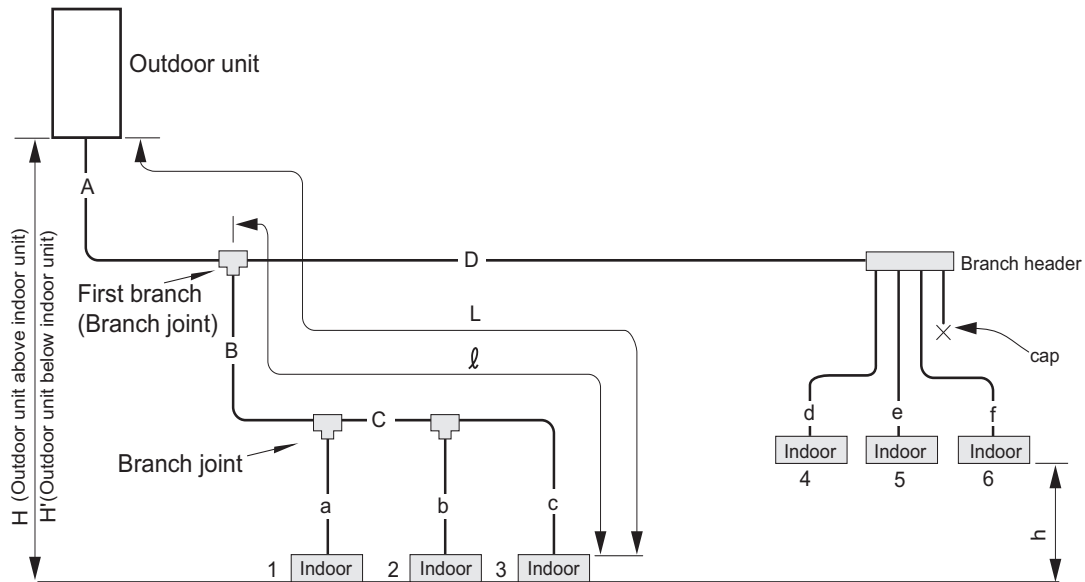 Outdoor unit
A
H (Outdoor unit above indoor unit)
H'(Outdoor unit below indoor unit)
First branch
(Branch joint)
D
Branch header
L
B
ℓ
cap
C
Branch joint
d
e
f
Indoor
Indoor
Indoor
4
5
6
a
b
c
h
1
Indoor
2
Indoor
3
Indoor